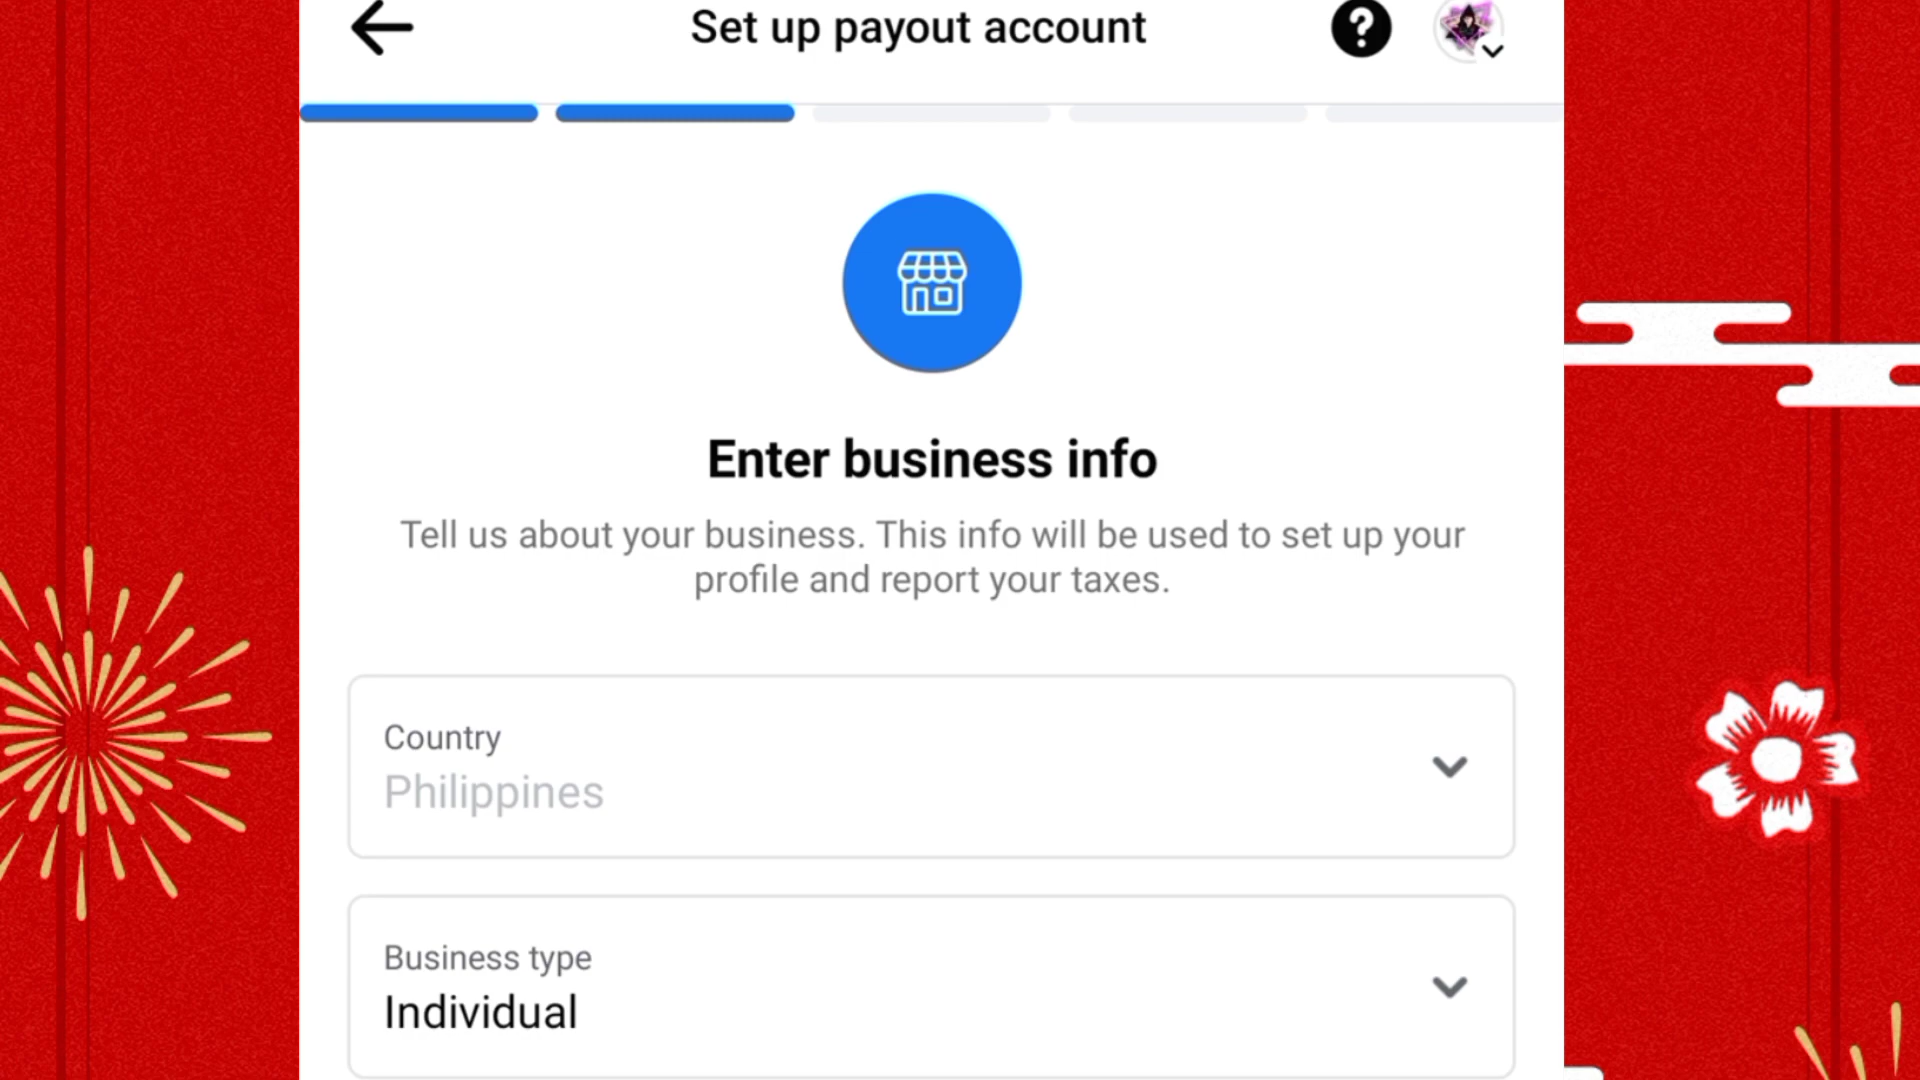 Set up payout account
Enter business info
Tell us about your business. This info will be used to set up your
profile and report your taxes.
Country
Philippines
Business type
Individual